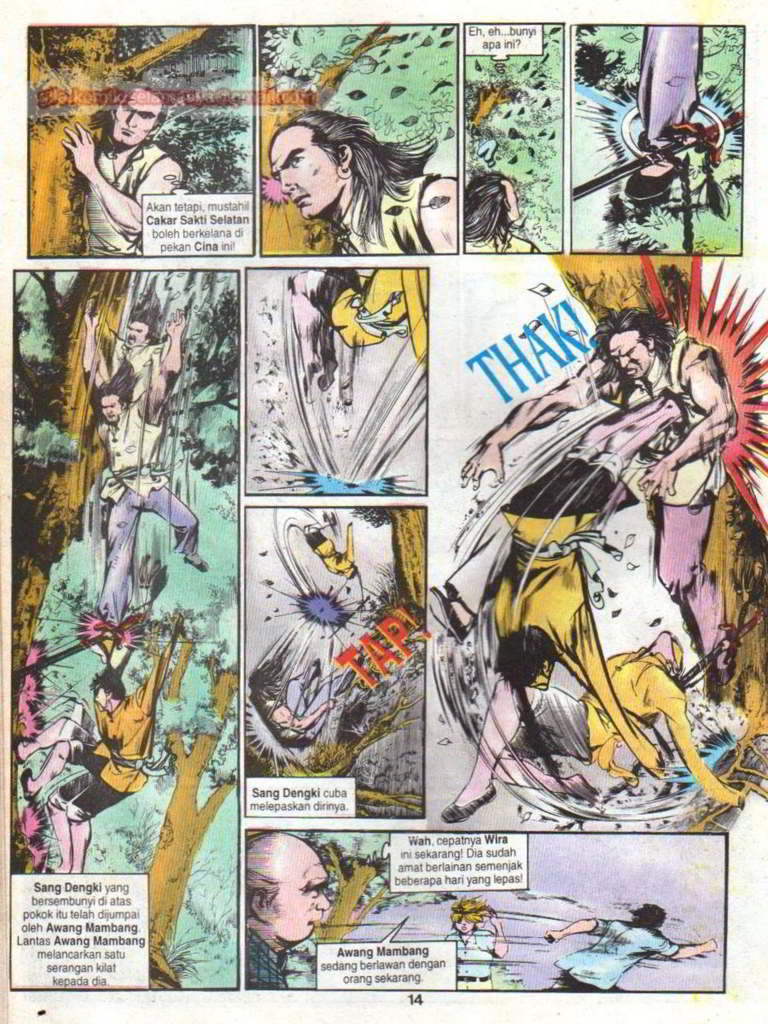 Akan tetapi, mustahil
Cakar Sakti Selatan
boleh berkelana di
pekan Cina ini!
Eh, eh...bunyi
apa ini?
Sang Dengki yang
bersembunyi di atas
pokok itu telah dijumpai
oleh Awang Mambang.
Lantas Awang Mambang
melancarkan satu
serangan kilat
kepada dia.
TAP!
Sang Dengki cuba
melepaskan dirinya.
THAK!
Wah, cepatnya Wira
ini sekarang! Dia sudah
amat berlainan semenjak
beberapa hari yang lepas!
Awang Mambang
sedang berlawan dengan
orang sekarang.
14